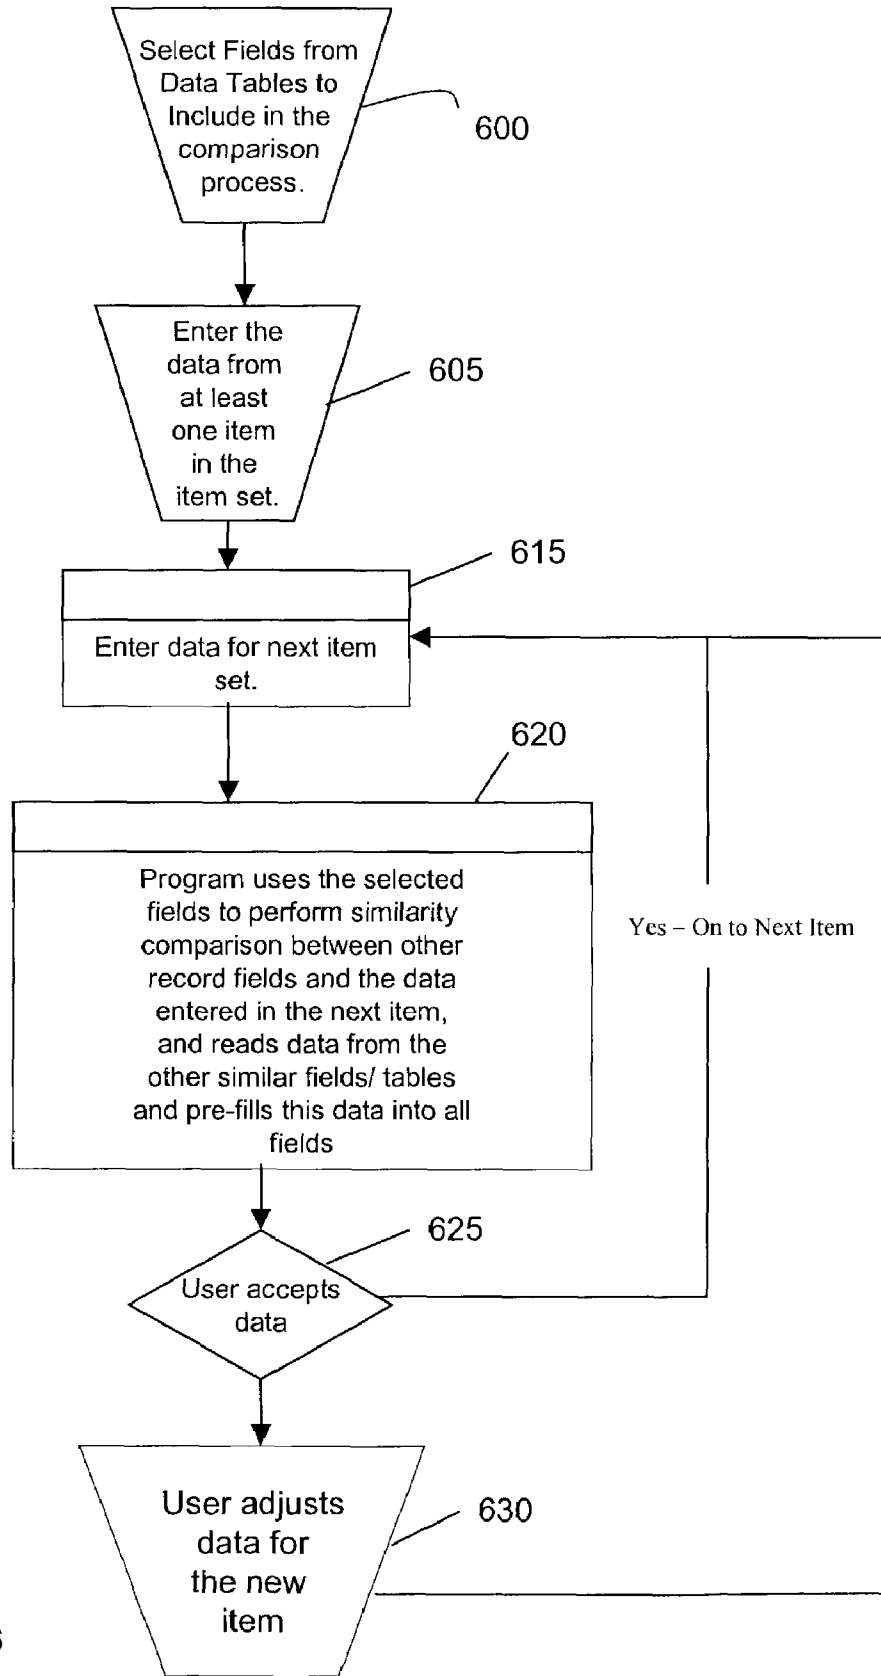 Select Fields from
Data Tables to
Include in the
comparison
process.
600
Enter the
data from
at least
one item
in the
item set.
605
615
Enter data for next item
set.
620
Program uses the selected
fields to perform similarity
comparison between other
record fields and the data
entered in the next item,
and reads data from the
other similar fields/ tables
and pre-fills this data into all
fields
Yes – On to Next Item
625
User accepts
data
User adjusts
data for
the new
item
630